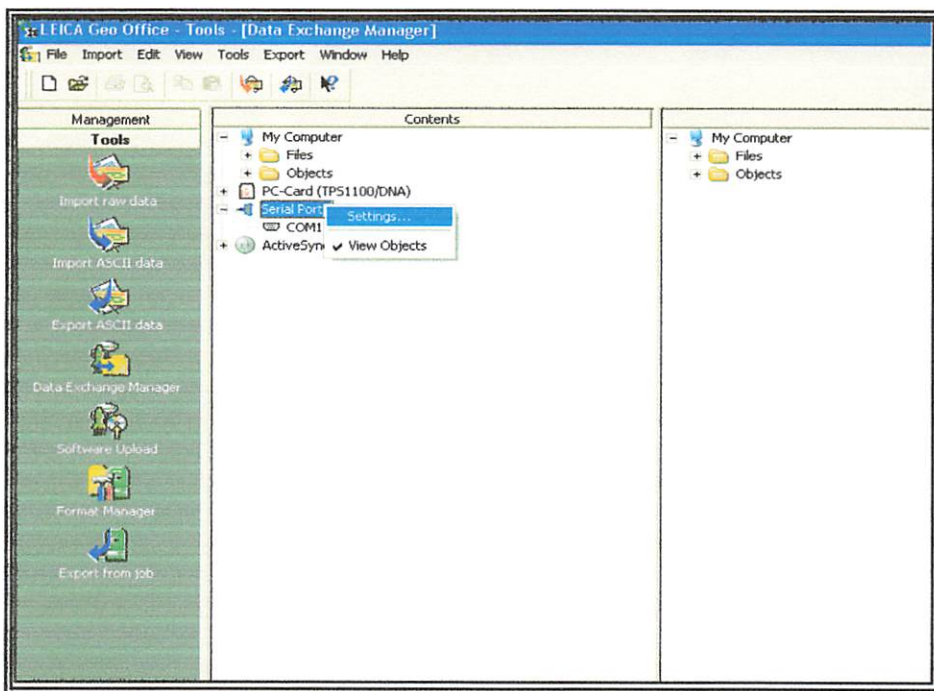 LEICA Geo Office - Tools - [Data Exchange Manager]
File Import Edit View Tools Export Window Help
Management
Tools
Import raw data
Import ASCII data
Export ASCII data
Data Exchange Manager
Software Upload
Format Manager
Export from job
Contents
My Computer
Files
Objects
PC-Card (TPS1100/DNA)
Serial Port
Settings...
COM1
View Objects
ActiveSyn
My Computer
Files
Objects